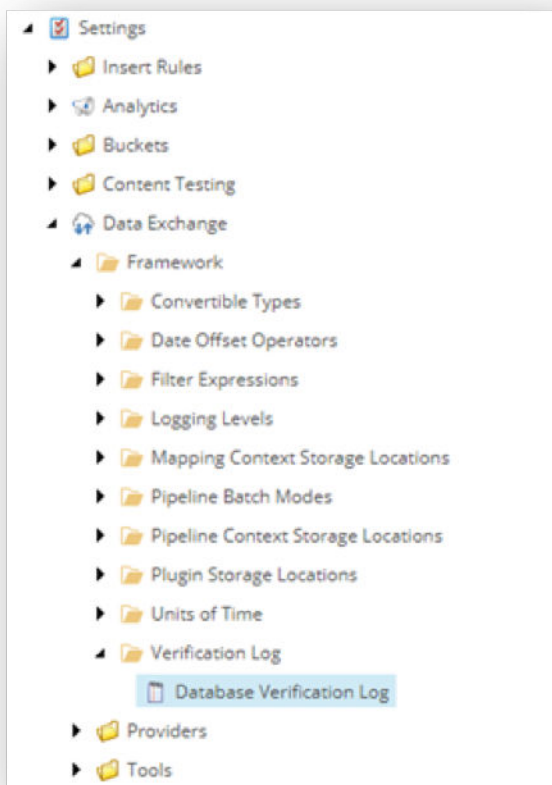 Settings
Insert Rules
Analytics
Buckets
Content Testing
Data Exchange
Framework
Convertible Types
Date Offset Operators
Filter Expressions
Logging Levels
Mapping Context Storage Locations
Pipeline Batch Modes
Pipeline Context Storage Locations
Plugin Storage Locations
Units of Time
Verification Log
Database Verification Log
Providers
Tools